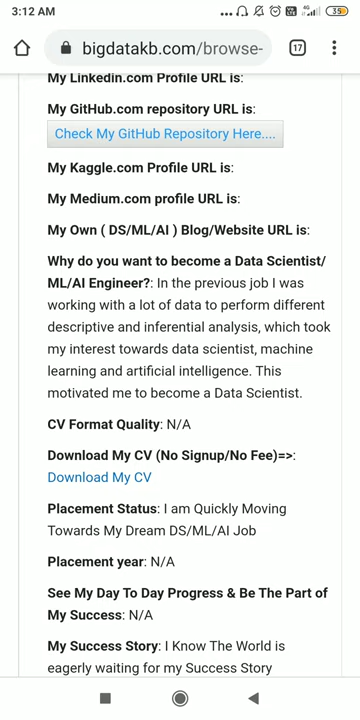 3:12 AM
35
bigdatakb.com/browse-
17
My Linkedin.com Profile URL is:
My GitHub.com repository URL is:
Check My GitHub Repository Here....
My Kaggle.com Profile URL is:
My Medium.com profile URL is:
My Own ( DS/ML/AI ) Blog/Website URL is:
Why do you want to become a Data Scientist/
ML/AI Engineer?: In the previous job I was
working with a lot of data to perform different
descriptive and inferential analysis, which took
my interest towards data scientist, machine
learning and artificial intelligence. This
motivated me to become a Data Scientist.
CV Format Quality: N/A
Download My CV (No Signup/No Fee)=>:
Download My CV
Placement Status: I am Quickly Moving
Towards My Dream DS/ML/AI Job
Placement year: N/A
See My Day To Day Progress & Be The Part of
My Success: N/A
My Success Story: I Know The World is
eagerly waiting for my Success Story